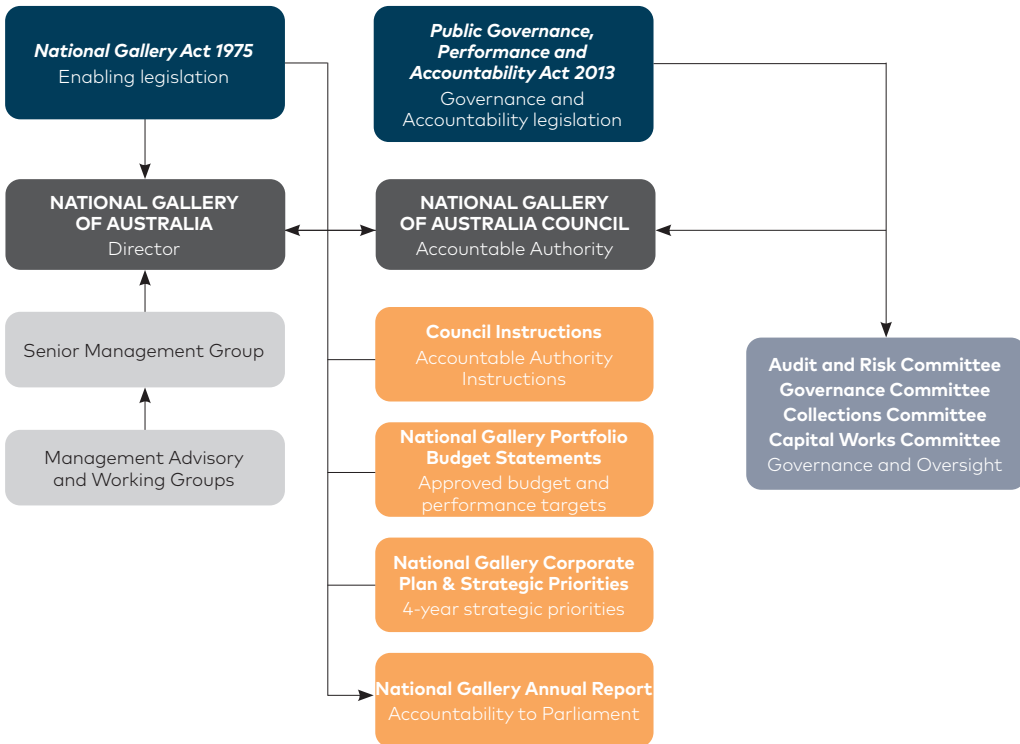 National Gallery Act 1975
Enabling legislation
Public Governance,
Performance and
Accountability Act 2013
Governance and
Accountability legislation
NATIONAL GALLERY
OF AUSTRALIA
Director
NATIONAL GALLERY
OF AUSTRALIA COUNCIL
Accountable Authority
Senior Management Group
Management Advisory
and Working Groups
Council Instructions
Accountable Authority
Instructions
National Gallery Portfolio
Budget Statements
Approved budget and
performance targets
National Gallery Corporate
Plan & Strategic Priorities
4-year strategic priorities
National Gallery Annual Report
Accountability to Parliament
Audit and Risk Committee
Governance Committee
Collections Committee
Capital Works Committee
Governance and Oversight